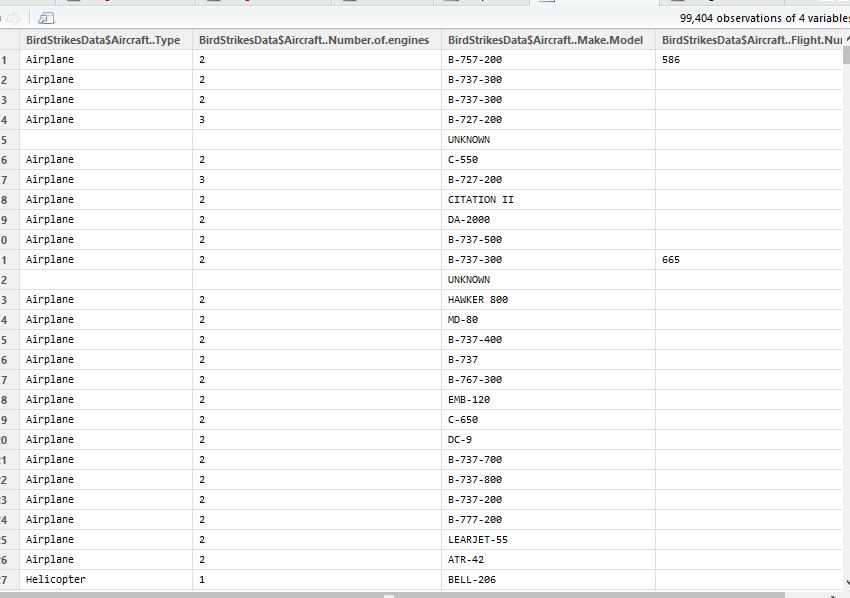 99,404 observations of 4 variables
BirdStrikesData$Aircraft..Type BirdStrikesData$Aircraft..Number.of.engines BirdStrikesData$Aircraft..Make.Model BirdStrikesData$Aircraft..Flight.Nu
1 Airplane 2 B-757-200 586
2 Airplane 2 B-737-300
3 Airplane 2 B-737-300
4 Airplane 3 B-727-200
5 UNKNOWN
6 Airplane 2 C-550
7 Airplane 3 B-727-200
8 Airplane 2 CITATION II
9 Airplane 2 DA-2000
0 Airplane 2 B-737-500
1 Airplane 2 B-737-300 665
2 UNKNOWN
3 Airplane 2 HAWKER 800
4 Airplane 2 MD-80
5 Airplane 2 B-737-400
6 Airplane 2 B-737
7 Airplane 2 B-767-300
8 Airplane 2 EMB-120
9 Airplane 2 C-650
0 Airplane 2 DC-9
1 Airplane 2 B-737-700
2 Airplane 2 B-737-800
3 Airplane 2 B-737-200
4 Airplane 2 B-777-200
5 Airplane 2 LEARJET-55
6 Airplane 2 ATR-42
7 Helicopter 1 BELL-206